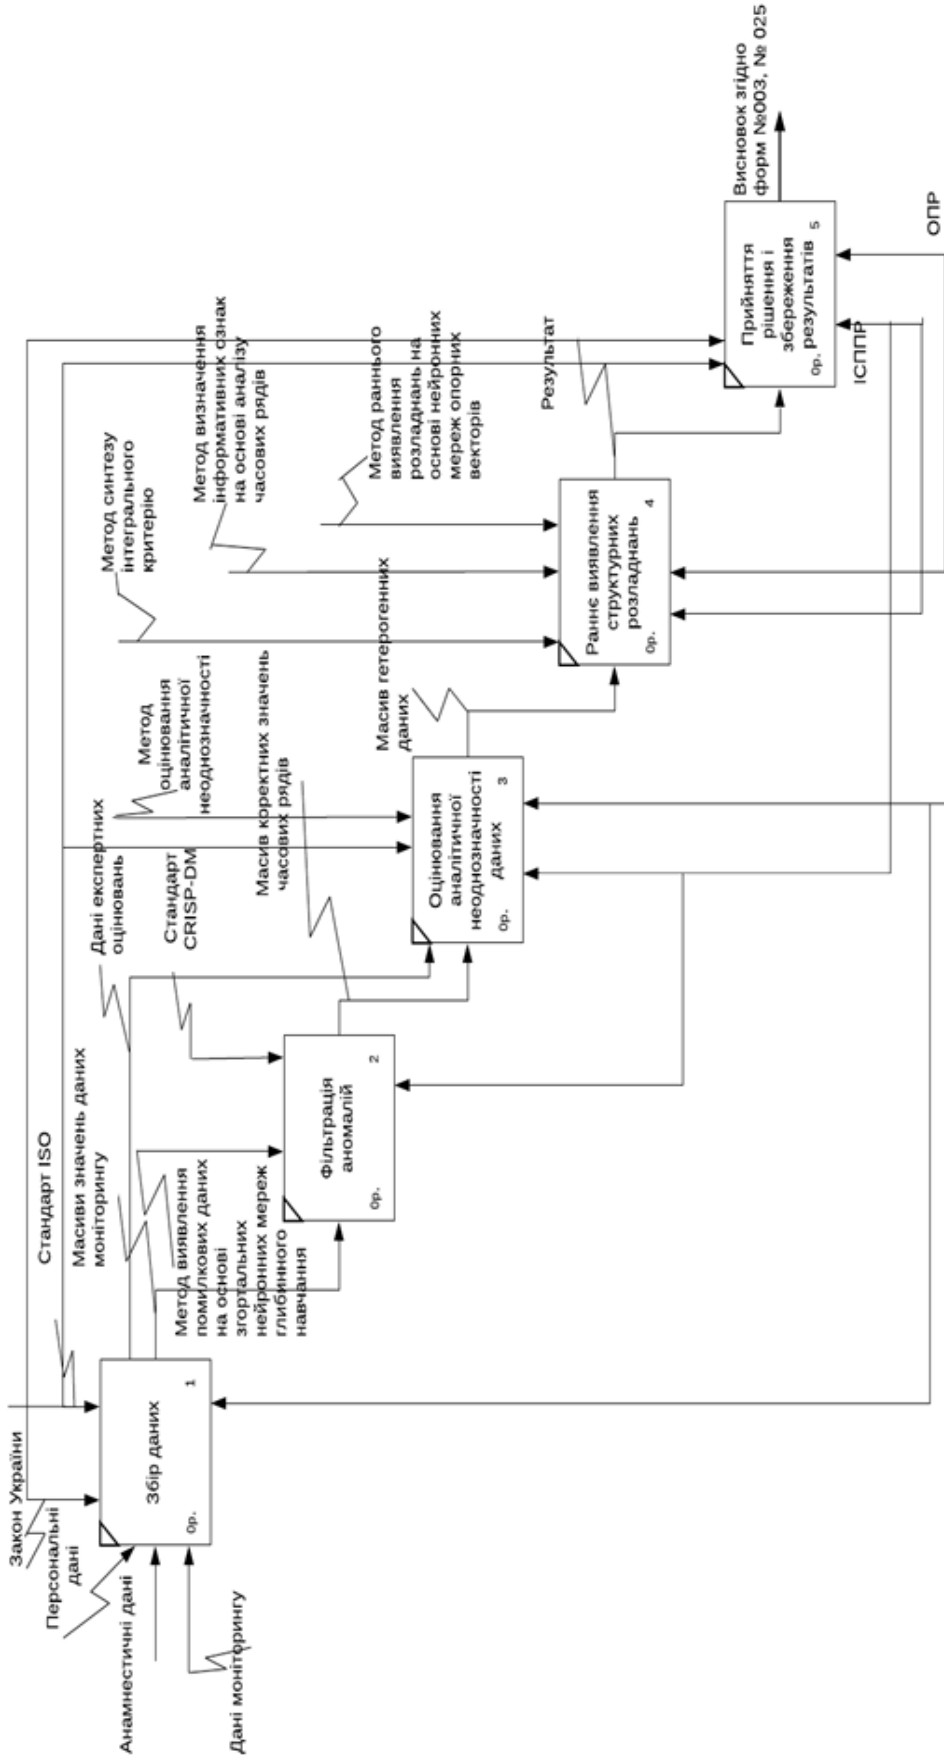 Закон України
Персональні
дані
Анамнестичні дані
Дані моніторингу
Стандарт ISO
Масиви значень даних
моніторингу
Збір даних
0р.
1
Метод виявлення
помилкових даних
на основі
згортальних
нейронних мереж
глибинного
навчання
Дані експертних
оцінювань
Стандарт
CRISP-DM
Фільтрація
аномалій
0р.
2
Метод
оцінювання
аналітичної
неоднозначності
Масив коректних значень
часових рядів
Оцінювання
аналітичної
неоднозначності
даних
0р.
3
Метод синтезу
інтегрального
критерію
Метод визначення
інформативних ознак
на основі аналізу
часових рядів
Метод раннього
виявлення
розладнань на
основі нейронних
мереж опорних
векторів
Масив гетерогенних
даних
Раннє виявлення
структурних
розладнань
0р.
4
Результат
Прийняття
рішення і
збереження
результатів
0р.
5
Висновок згідно
форм №003, № 025
ІСППР
ОПР